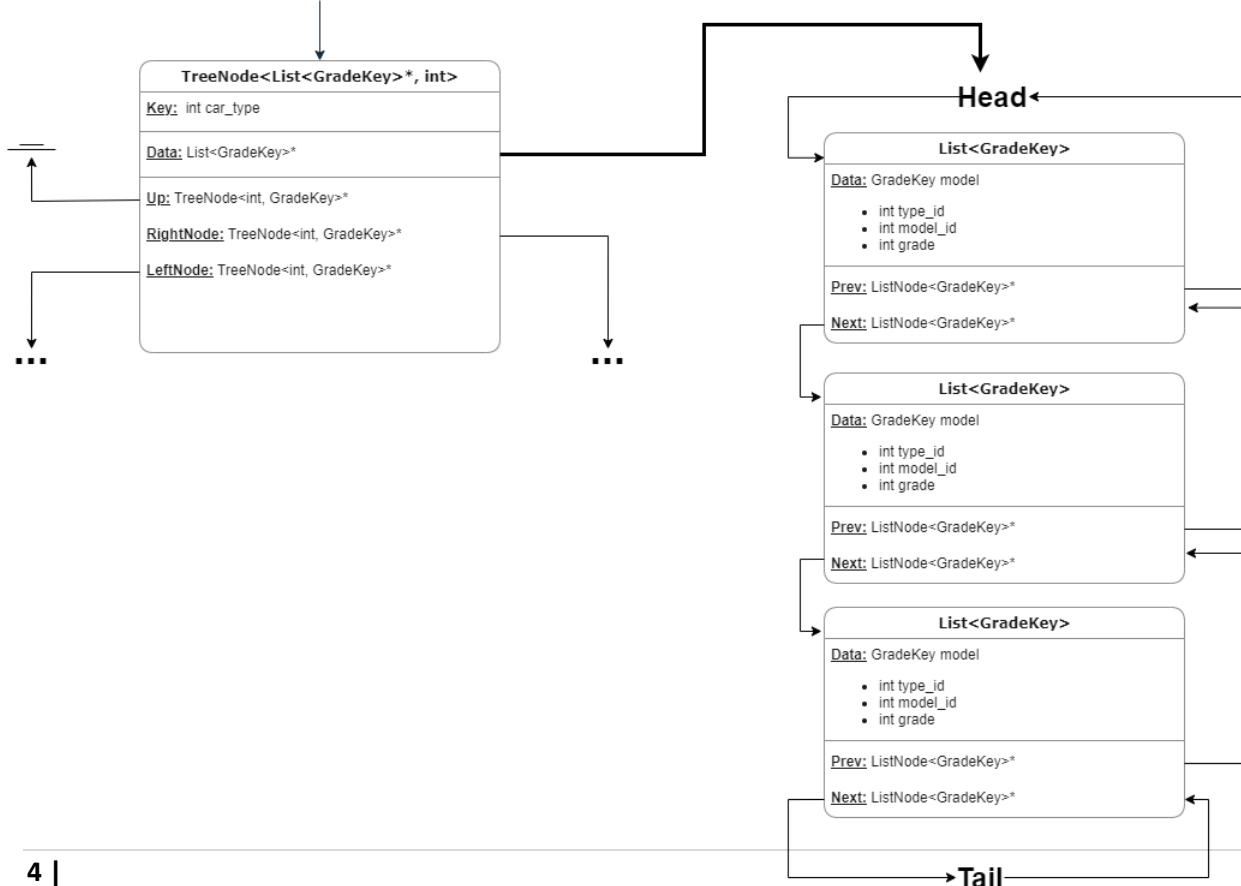 TreeNode<List<GradeKey>*, int>
Key: int car_type
Data: List<GradeKey>*
Up: TreeNode<int, GradeKey>*
RightNode: TreeNode<int, GradeKey>*
LeftNode: TreeNode<int, GradeKey>*
...
...
Head
List<GradeKey>
Data: GradeKey model
• int type_id
• int model_id
• int grade
Prev: ListNode<GradeKey>*
Next: ListNode<GradeKey>*
List<GradeKey>
Data: GradeKey model
• int type_id
• int model_id
• int grade
Prev: ListNode<GradeKey>*
Next: ListNode<GradeKey>*
List<GradeKey>
Data: GradeKey model
• int type_id
• int model_id
• int grade
Prev: ListNode<GradeKey>*
Next: ListNode<GradeKey>*
Tail
4 |